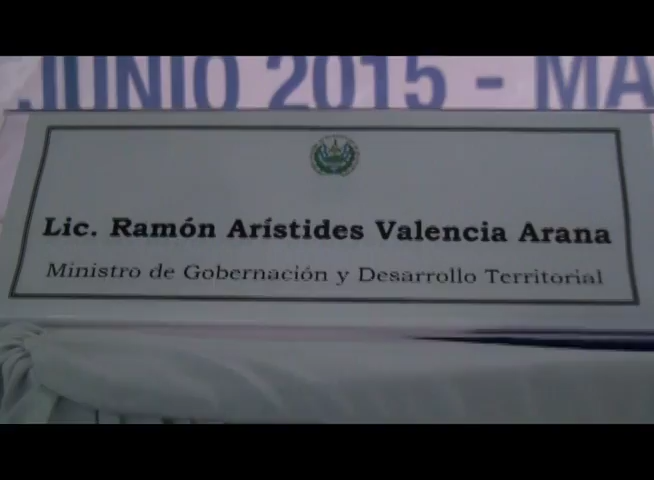 JUNIO 2015 - MA
Lic. Ramón Arístides Valencia Arana
Ministro de Gobernación y Desarrollo Territorial